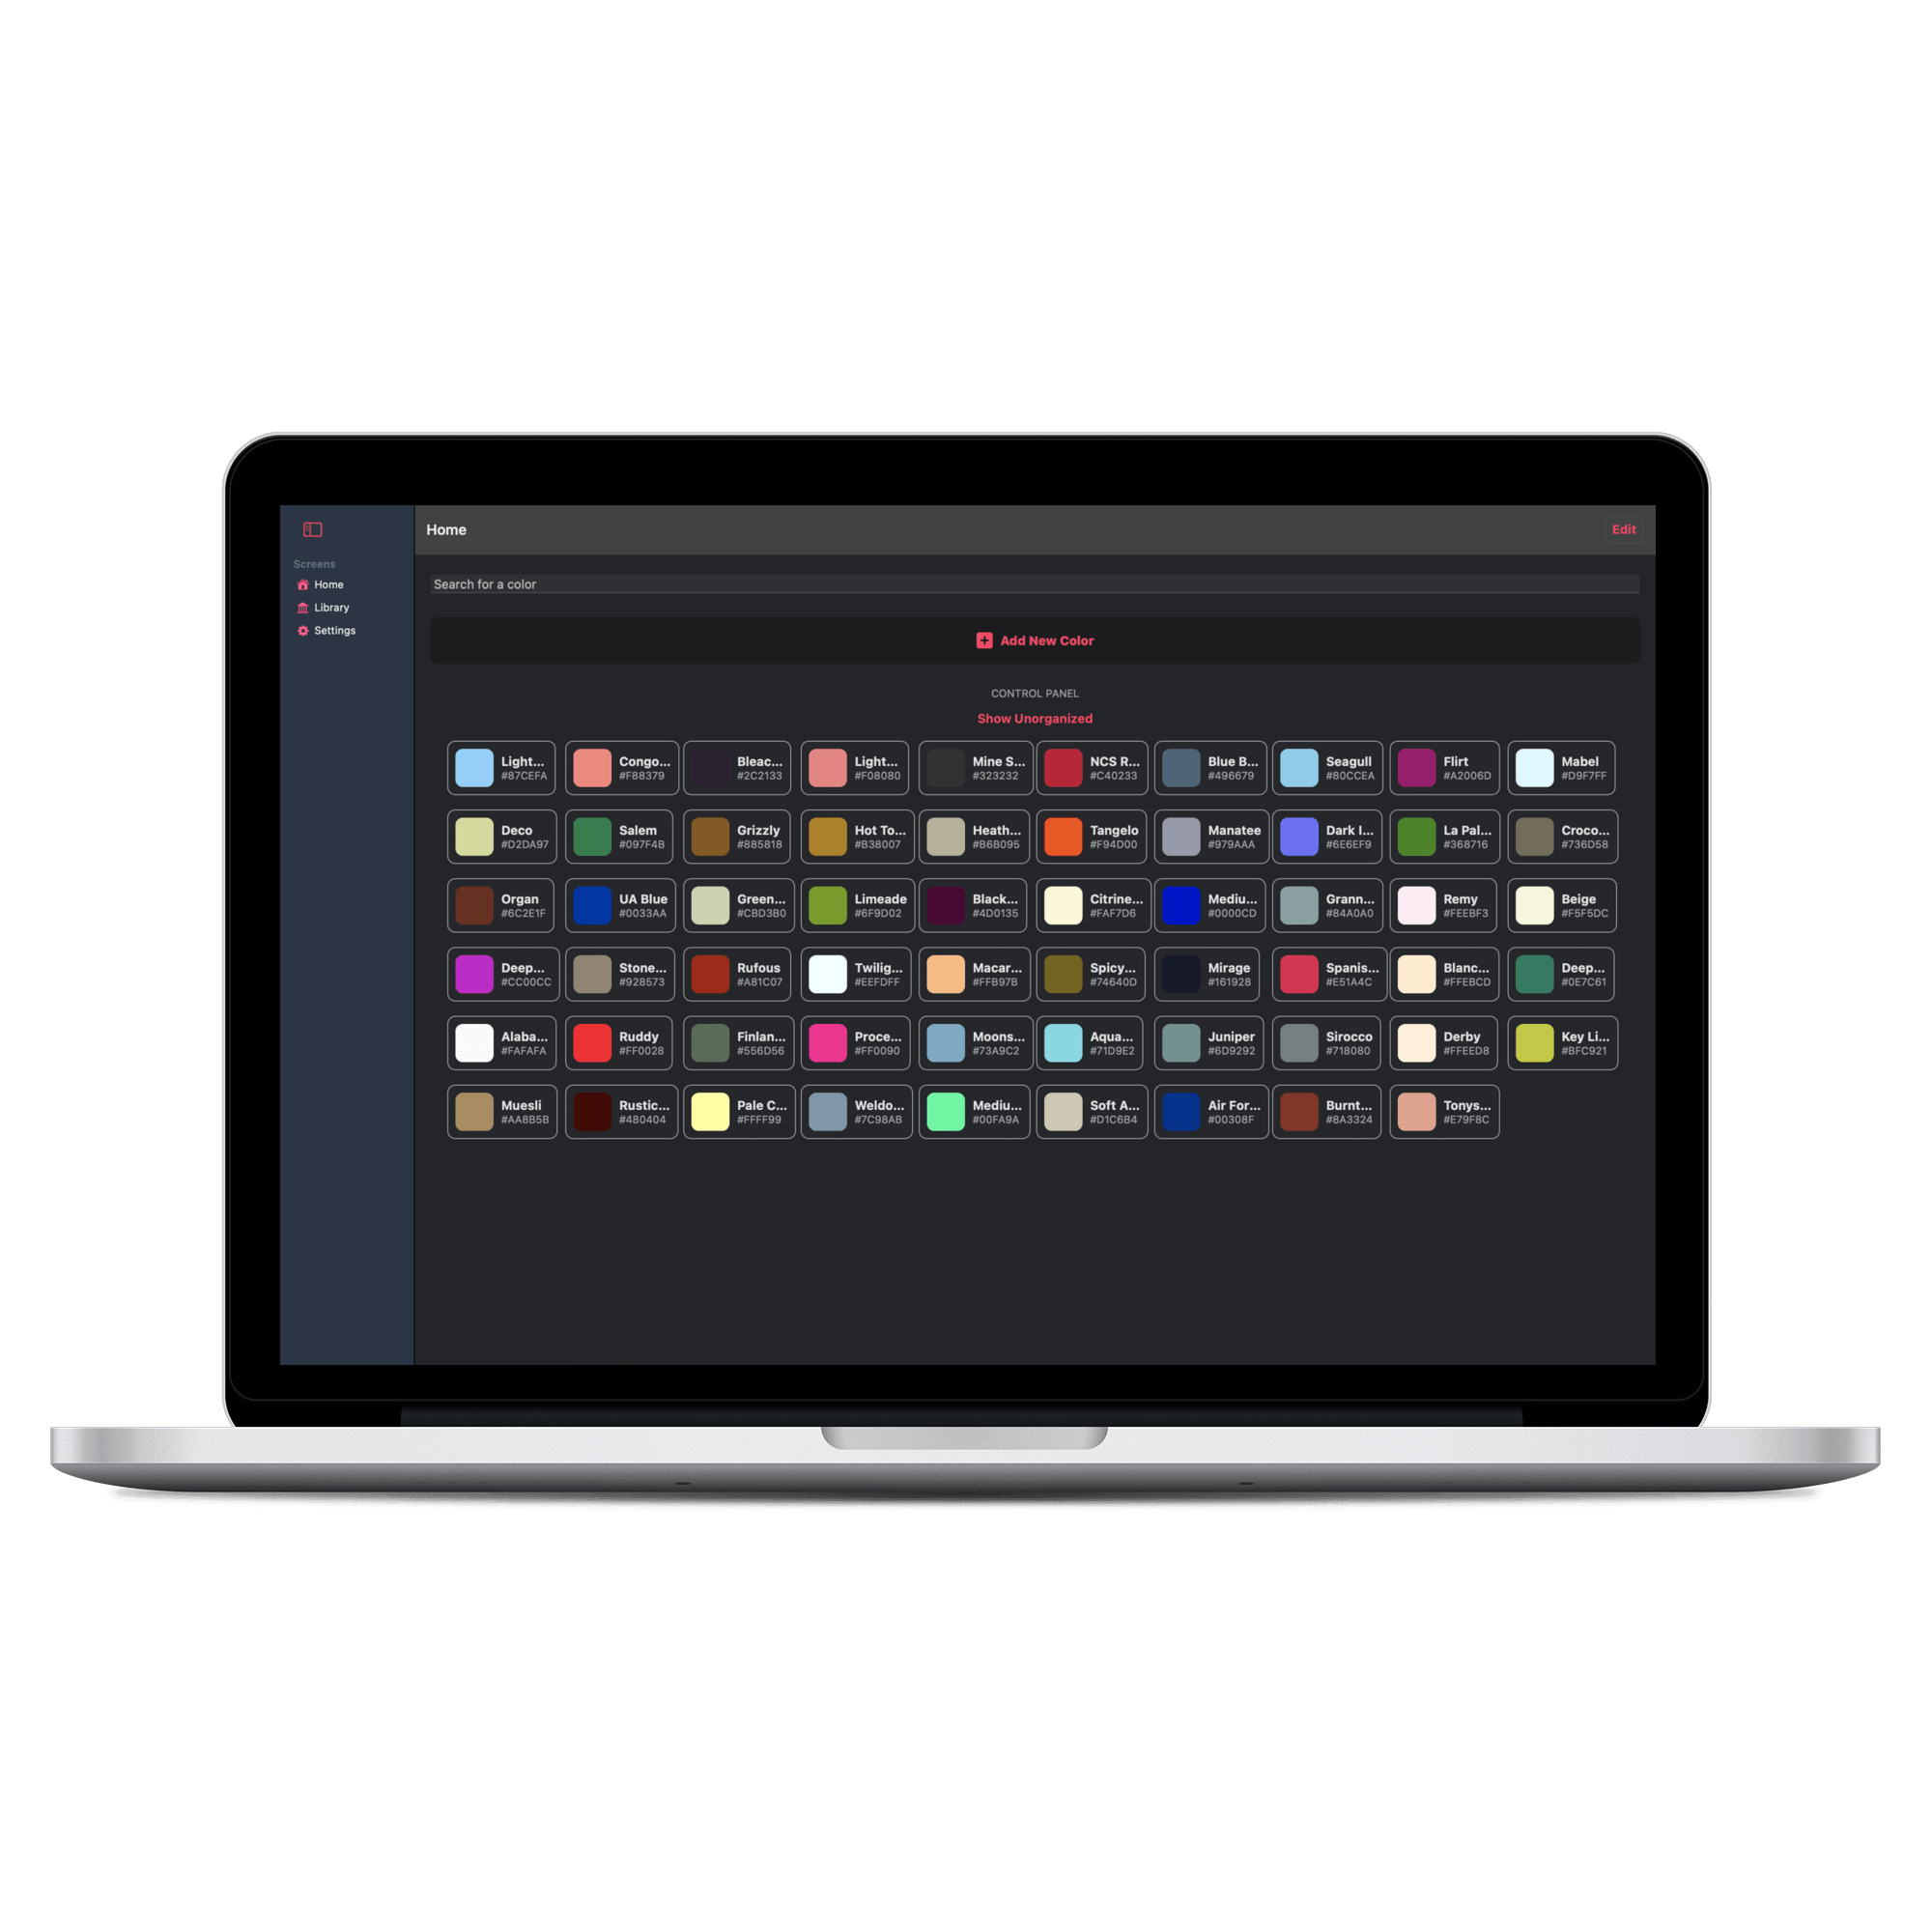 Home
Edit
Screens
Home
Library
Settings
Search for a color
Add New Color
CONTROL PANEL
Show Unorganized
Light... Congo... Bleac... Light... Mine S... NCS R... Blue B... Seagull Flirt Mabel
#87CEFA #F88379 #2C2133 #F08080 #323232 #C40233 #496679 #80CCEA #A2006D #D9F7FF
Deco Salem Grizzly Hot To... Heath... Tangelo Manatee Dark I... La Pal... Croco...
#D2DA97 #097F4B #885818 #B38007 #B6B095 #F94D00 #979AAA #6E6EF9 #368716 #736D58
Organ UA Blue Green... Limeade Black... Citrine... Mediu... Grann... Remy Beige
#6C2E1F #0033AA #CBD3B0 #6F9D02 #4D0135 #FAF7D6 #0000CD #84A0A0 #FEEBF3 #F5F5DC
Deep... Stone... Rufous Twilig... Macar... Spicy... Mirage Spanis... Blanc... Deep...
#CC00CC #928573 #A81C07 #EEFDFF #FFB97B #74640D #161928 #E51A4C #FFEBCD #0E7C61
Alaba... Ruddy Finlan... Proce... Moons... Aqua... Juniper Sirocco Derby Key Li...
#FAFAFA #FF0028 #556D56 #FF0090 #73A9C2 #71D9E2 #6D9292 #718080 #FFEED8 #BFC921
Muesli Rustic... Pale C... Weldo... Mediu... Soft A... Air For... Burnt... Tonys...
#AA8B5B #480404 #FFFF99 #7C98AB #00FA9A #D1C6B4 #00308F #8A3324 #E79F8C